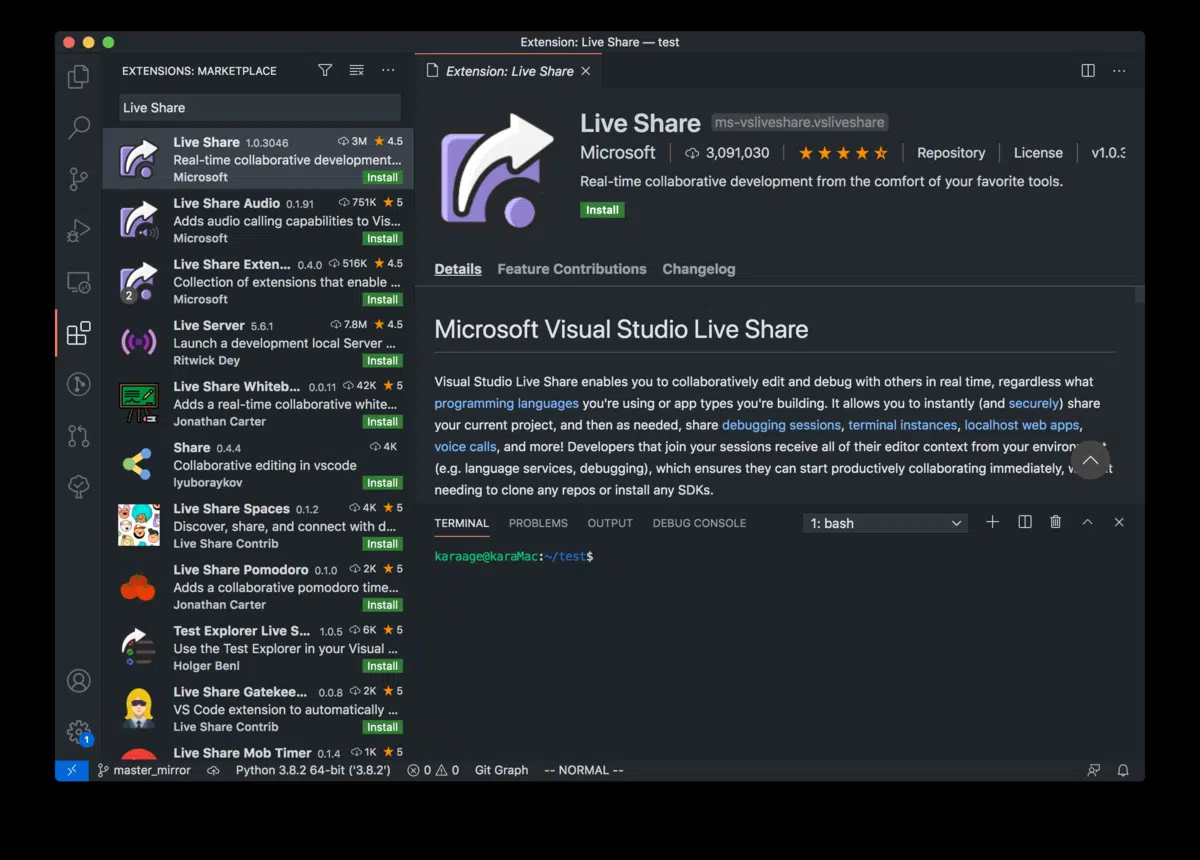 Extension: Live Share — test
EXTENSIONS: MARKETPLACE
Live Share
Live Share 1.0.3046 3M ★ 4.5
Real-time collaborative development...
Microsoft Install
Live Share Audio 0.1.91 751K ★ 5
Adds audio calling capabilities to Vis...
Microsoft Install
Live Share Exten... 0.4.0 516K ★ 4.5
Collection of extensions that enable ...
2
Microsoft Install
Live Server 5.6.1 7.8M ★ 4.5
Launch a development local Server ...
Ritwick Dey Install
Live Share Whiteb... 0.0.11 42K ★ 5
Adds a real-time collaborative white...
Jonathan Carter Install
Share 0.4.4 4K
Collaborative editing in vscode
lyuboraykov Install
Live Share Spaces 0.1.2 4K ★ 5
Discover, share, and connect with d...
Live Share Contrib Install
Live Share Pomodoro 0.1.0 2K ★ 5
Adds a collaborative pomodoro time...
Jonathan Carter Install
Test Explorer Live S... 1.0.5 6K ★ 5
Use the Test Explorer in your Visual ...
Holger Benl Install
Live Share Gatekee... 0.0.8 2K ★ 5
VS Code extension to automatically ...
Live Share Contrib Install
Live Share Mob Timer 0.1.4 1K ★ 5
1
Extension: Live Share
Live Share ms-vsliveshare.vsliveshare
Microsoft 3,091,030 Repository License v1.0.3
Real-time collaborative development from the comfort of your favorite tools.
Install
Details Feature Contributions Changelog
Microsoft Visual Studio Live Share
Visual Studio Live Share enables you to collaboratively edit and debug with others in real time, regardless what
programming languages you're using or app types you're building. It allows you to instantly (and securely) share
your current project, and then as needed, share debugging sessions, terminal instances, localhost web apps,
voice calls, and more! Developers that join your sessions receive all of their editor context from your
(e.g. language services, debugging), which ensures they can start productively collaborating immediately,
needing to clone any repos or install any SDKs.
TERMINAL PROBLEMS OUTPUT DEBUG CONSOLE 1: bash
karaage@karaMac:~/test$
master_mirror Python 3.8.2 64-bit ('3.8.2') 0 0 Git Graph -- NORMAL --